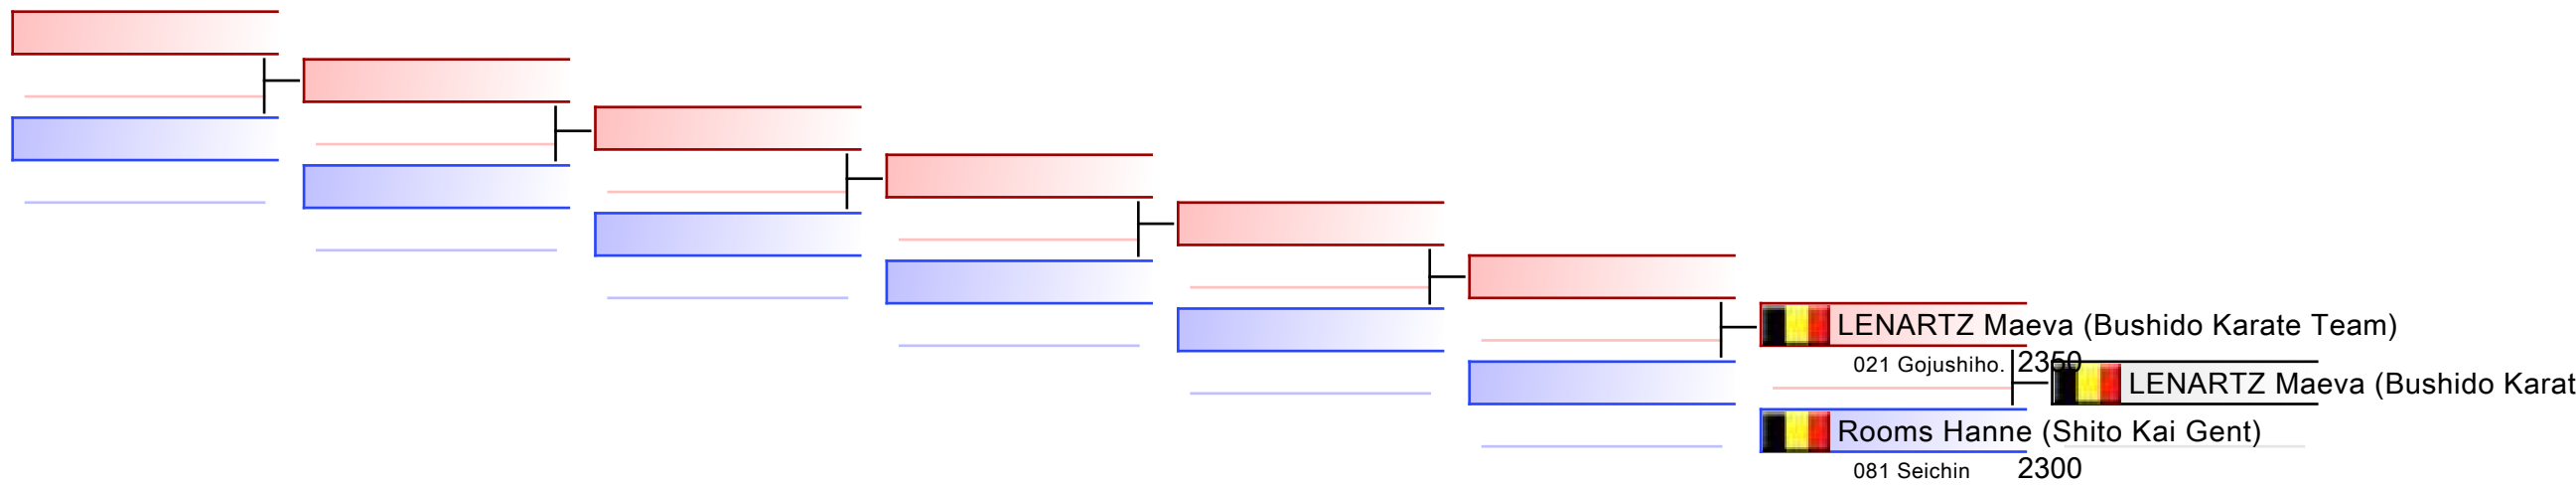 LENARTZ Maeva (Bushido Karate Team)
021 Gojushiho. 2350
LENARTZ Maeva (Bushido Karat
Rooms Hanne (Shito Kai Gent)
081 Seichin 2300